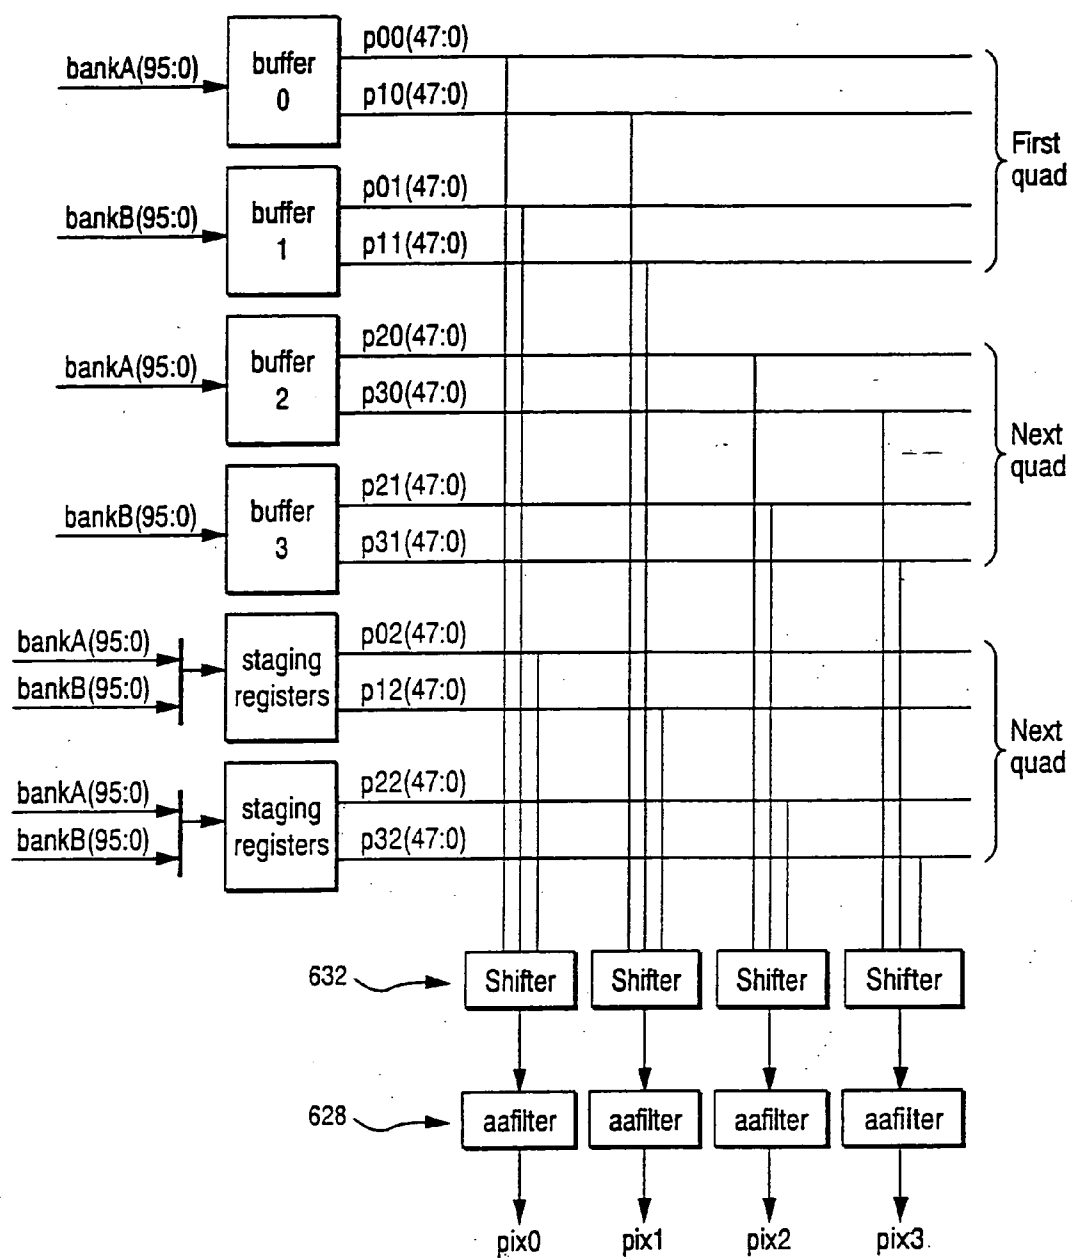 p00(47:0)
bankA(95:0)
buffer
0
p10(47:0)
First
quad
p01(47:0)
bankB(95:0)
buffer
1
p11(47:0)
p20(47:0)
bankA(95:0)
buffer
2
p30(47:0)
Next
quad
p21(47:0)
bankB(95:0)
buffer
3
p31(47:0)
bankA(95:0)
bankB(95:0)
staging
registers
p02(47:0)
p12(47:0)
Next
quad
bankA(95:0)
bankB(95:0)
staging
registers
p22(47:0)
p32(47:0)
632
Shifter Shifter Shifter Shifter
628
aafilter aafilter aafilter aafilter
pix0 pix1 pix2 pix3